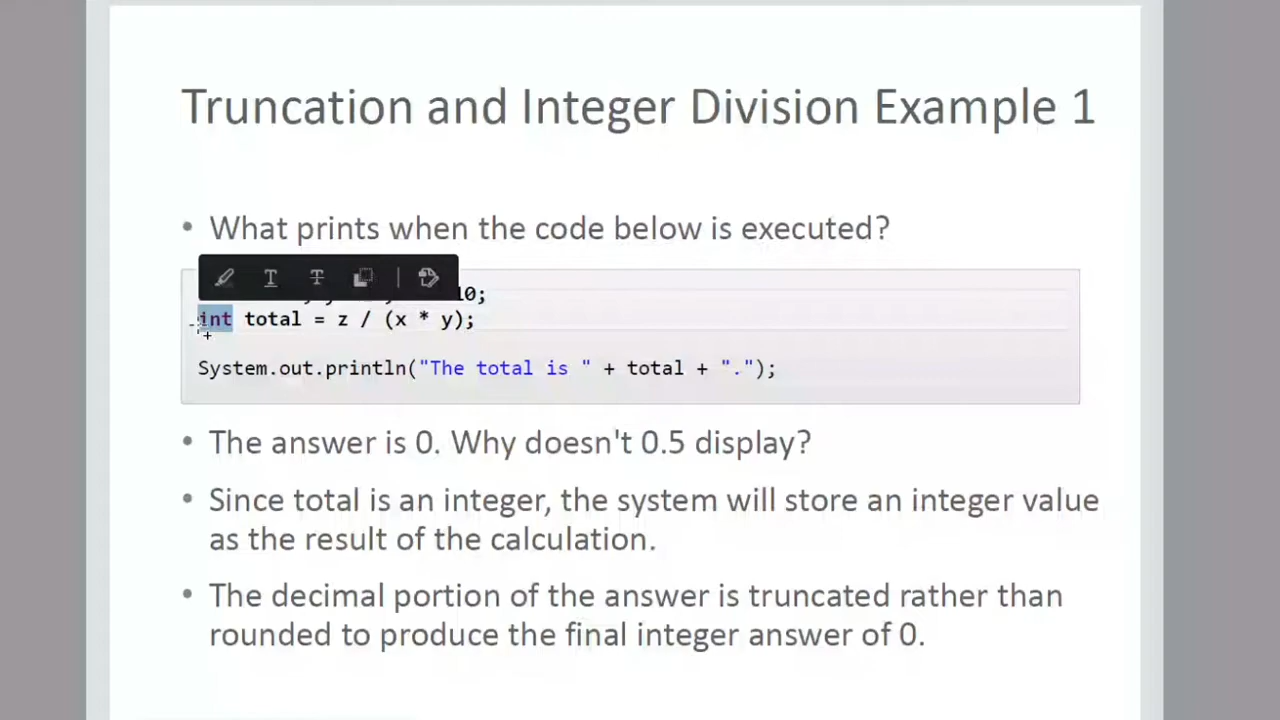 Truncation and Integer Division Example 1
• What prints when the code below is executed?
10;
int total = z / (x * y);
System.out.println("The total is " + total + ".");
• The answer is 0. Why doesn't 0.5 display?
• Since total is an integer, the system will store an integer value
as the result of the calculation.
• The decimal portion of the answer is truncated rather than
rounded to produce the final integer answer of 0.